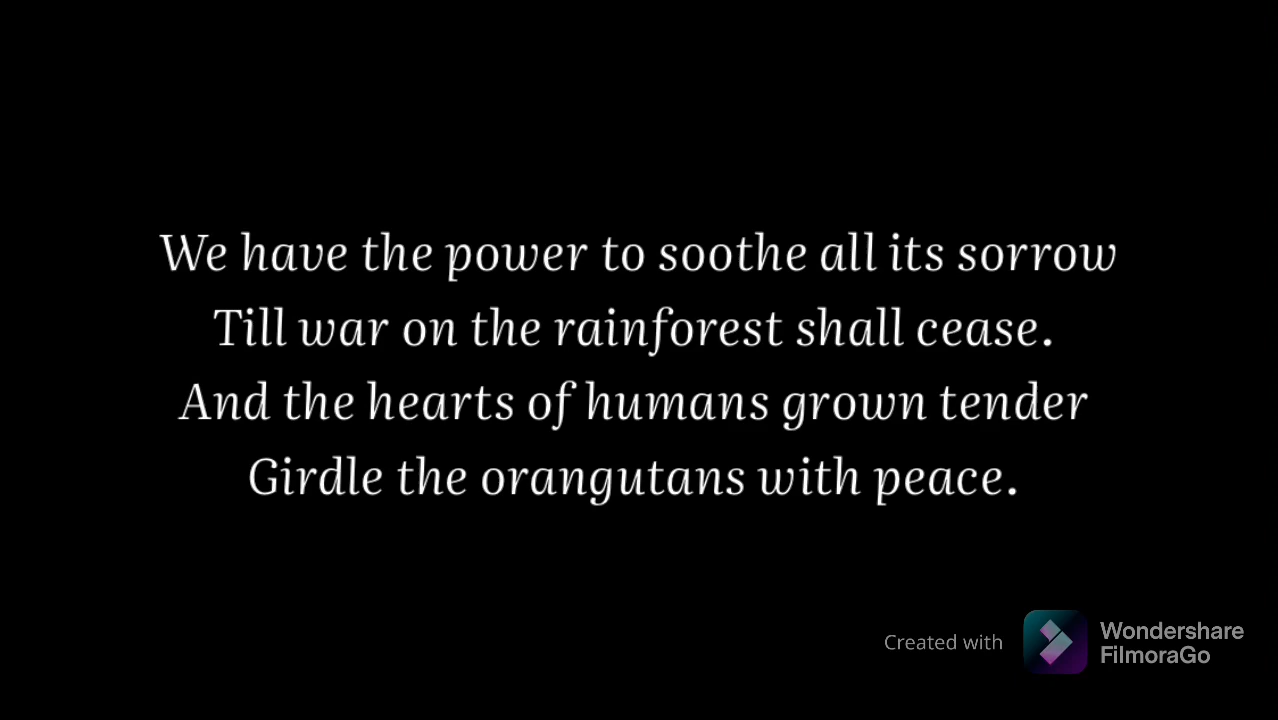 We have the power to soothe all its sorrow
Till war on the rainforest shall cease.
And the hearts of humans grown tender
Girdle the orangutans with peace.
Created with
Wondershare
FilmoraGo